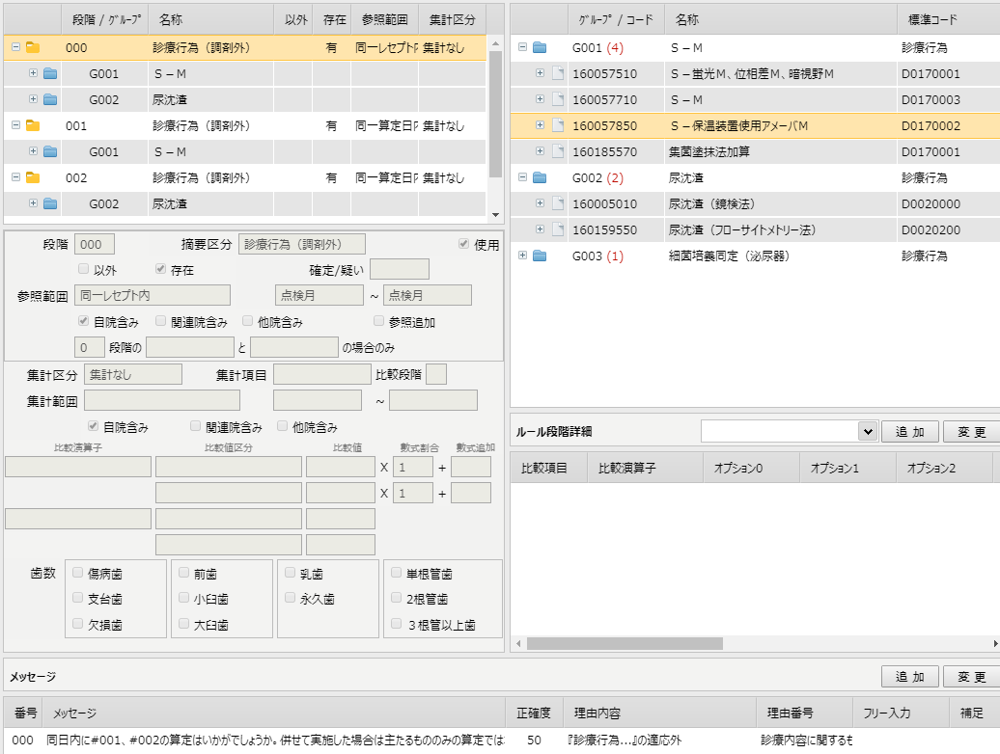 段階 / ｸﾞﾙｰﾌﾟ 名称 以外 存在 参照範囲 集計区分
000 診療行為（調剤外） 有 同一レセプト内 集計なし
G001 Ｓ－Ｍ
G002 尿沈渣
001 診療行為（調剤外） 有 同一算定日内 集計なし
G001 Ｓ－Ｍ
002 診療行為（調剤外） 有 同一算定日内 集計なし
G002 尿沈渣
ｸﾞﾙｰﾌﾟ / コード 名称 標準コード
G001 (4) Ｓ－Ｍ 診療行為
160057510 Ｓ－蛍光Ｍ、位相差Ｍ、暗視野Ｍ D0170001
160057710 Ｓ－Ｍ D0170003
160057850 Ｓ－保温装置使用アメーバＭ D0170002
160185570 集菌塗抹法加算 D0170001
G002 (2) 尿沈渣 診療行為
160005010 尿沈渣（鏡検法） D0020000
160159550 尿沈渣（フローサイトメトリー法） D0020200
G003 (1) 細菌培養同定（泌尿器） 診療行為
段階 000 摘要区分 診療行為（調剤外） 使用
以外 存在 確定/疑い
参照範囲 同一レセプト内 点検月 ～ 点検月
自院含み 関連院含み 他院含み 参照追加
0 段階の と の場合のみ
集計区分 集計なし 集計項目 比較段階
集計範囲 ～
自院含み 関連院含み 他院含み
比較演算子 比較値区分 比較値 数式割合 数式追加
X 1 +
X 1 +
歯数 傷病歯 前歯 乳歯 単根管歯
支台歯 小臼歯 永久歯 2根管歯
欠損歯 大臼歯 ３根管以上歯
ルール段階詳細 追 加 変 更
比較項目 比較演算子 オプション0 オプション1 オプション2
メッセージ 追 加 変 更
番号 メッセージ 正確度 理由内容 理由番号 フリー入力 補足
000 同日内に#001、#002の算定はいかがでしょうか。併せて実施した場合は主たるもののみの算定では 50 『診療行為...』の適応外 診療内容に関するも